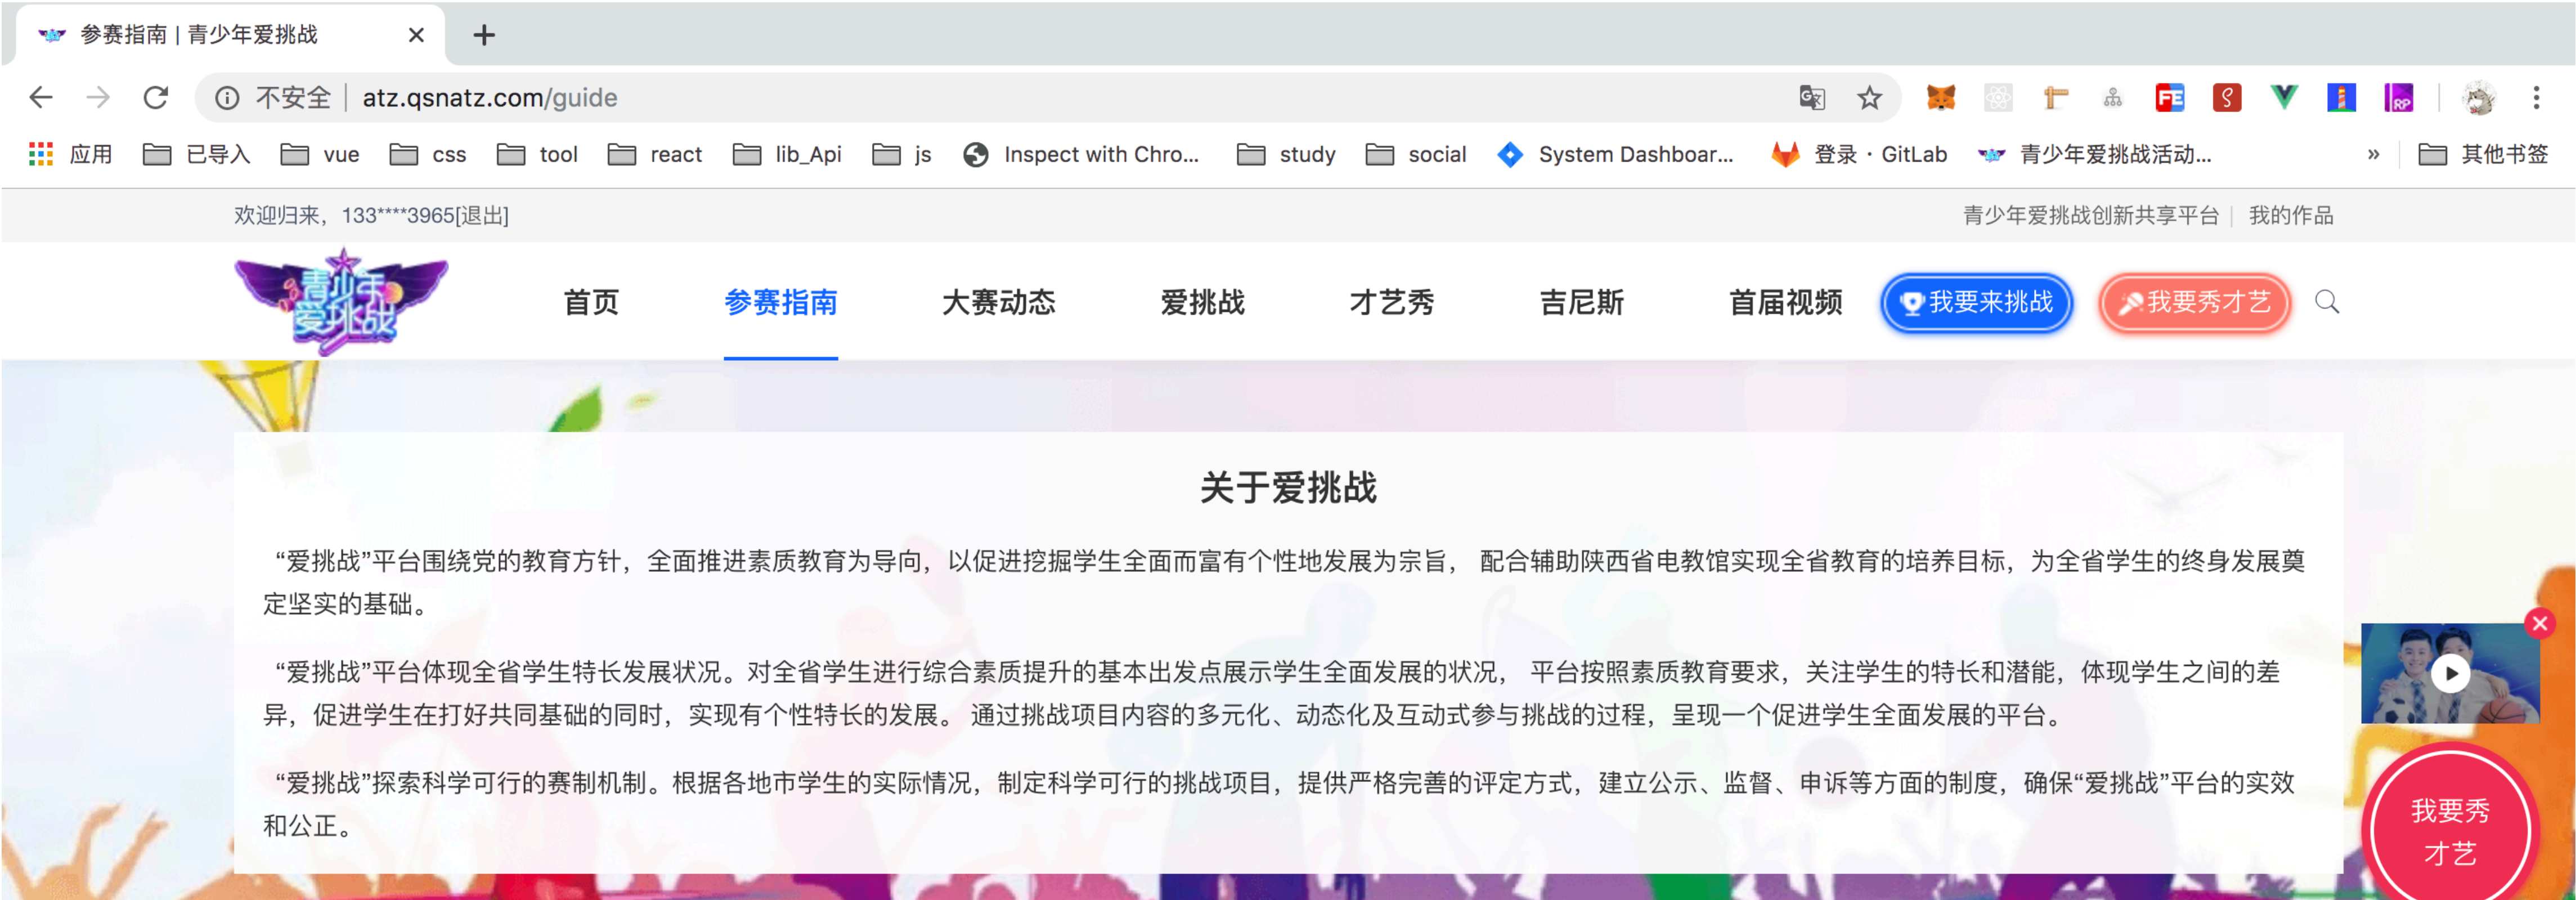 参赛指南 | 青少年爱挑战
不安全 | atz.qsnatz.com/guide
应用 已导入 vue css tool react lib_Api js Inspect with Chro... study social System Dashboar... 登录 · GitLab 青少年爱挑战活动... » 其他书签
欢迎归来，133****3965[退出] 青少年爱挑战创新共享平台 | 我的作品
青少年
爱挑战
首页 参赛指南 大赛动态 爱挑战 才艺秀 吉尼斯 首届视频 我要来挑战 我要秀才艺
关于爱挑战
“爱挑战”平台围绕党的教育方针，全面推进素质教育为导向，以促进挖掘学生全面而富有个性地发展为宗旨， 配合辅助陕西省电教馆实现全省教育的培养目标，为全省学生的终身发展奠
定坚实的基础。
“爱挑战”平台体现全省学生特长发展状况。对全省学生进行综合素质提升的基本出发点展示学生全面发展的状况， 平台按照素质教育要求，关注学生的特长和潜能，体现学生之间的差
异，促进学生在打好共同基础的同时，实现有个性特长的发展。 通过挑战项目内容的多元化、动态化及互动式参与挑战的过程，呈现一个促进学生全面发展的平台。
“爱挑战”探索科学可行的赛制机制。根据各地市学生的实际情况，制定科学可行的挑战项目，提供严格完善的评定方式，建立公示、监督、申诉等方面的制度，确保“爱挑战”平台的实效
和公正。
我要秀
才艺